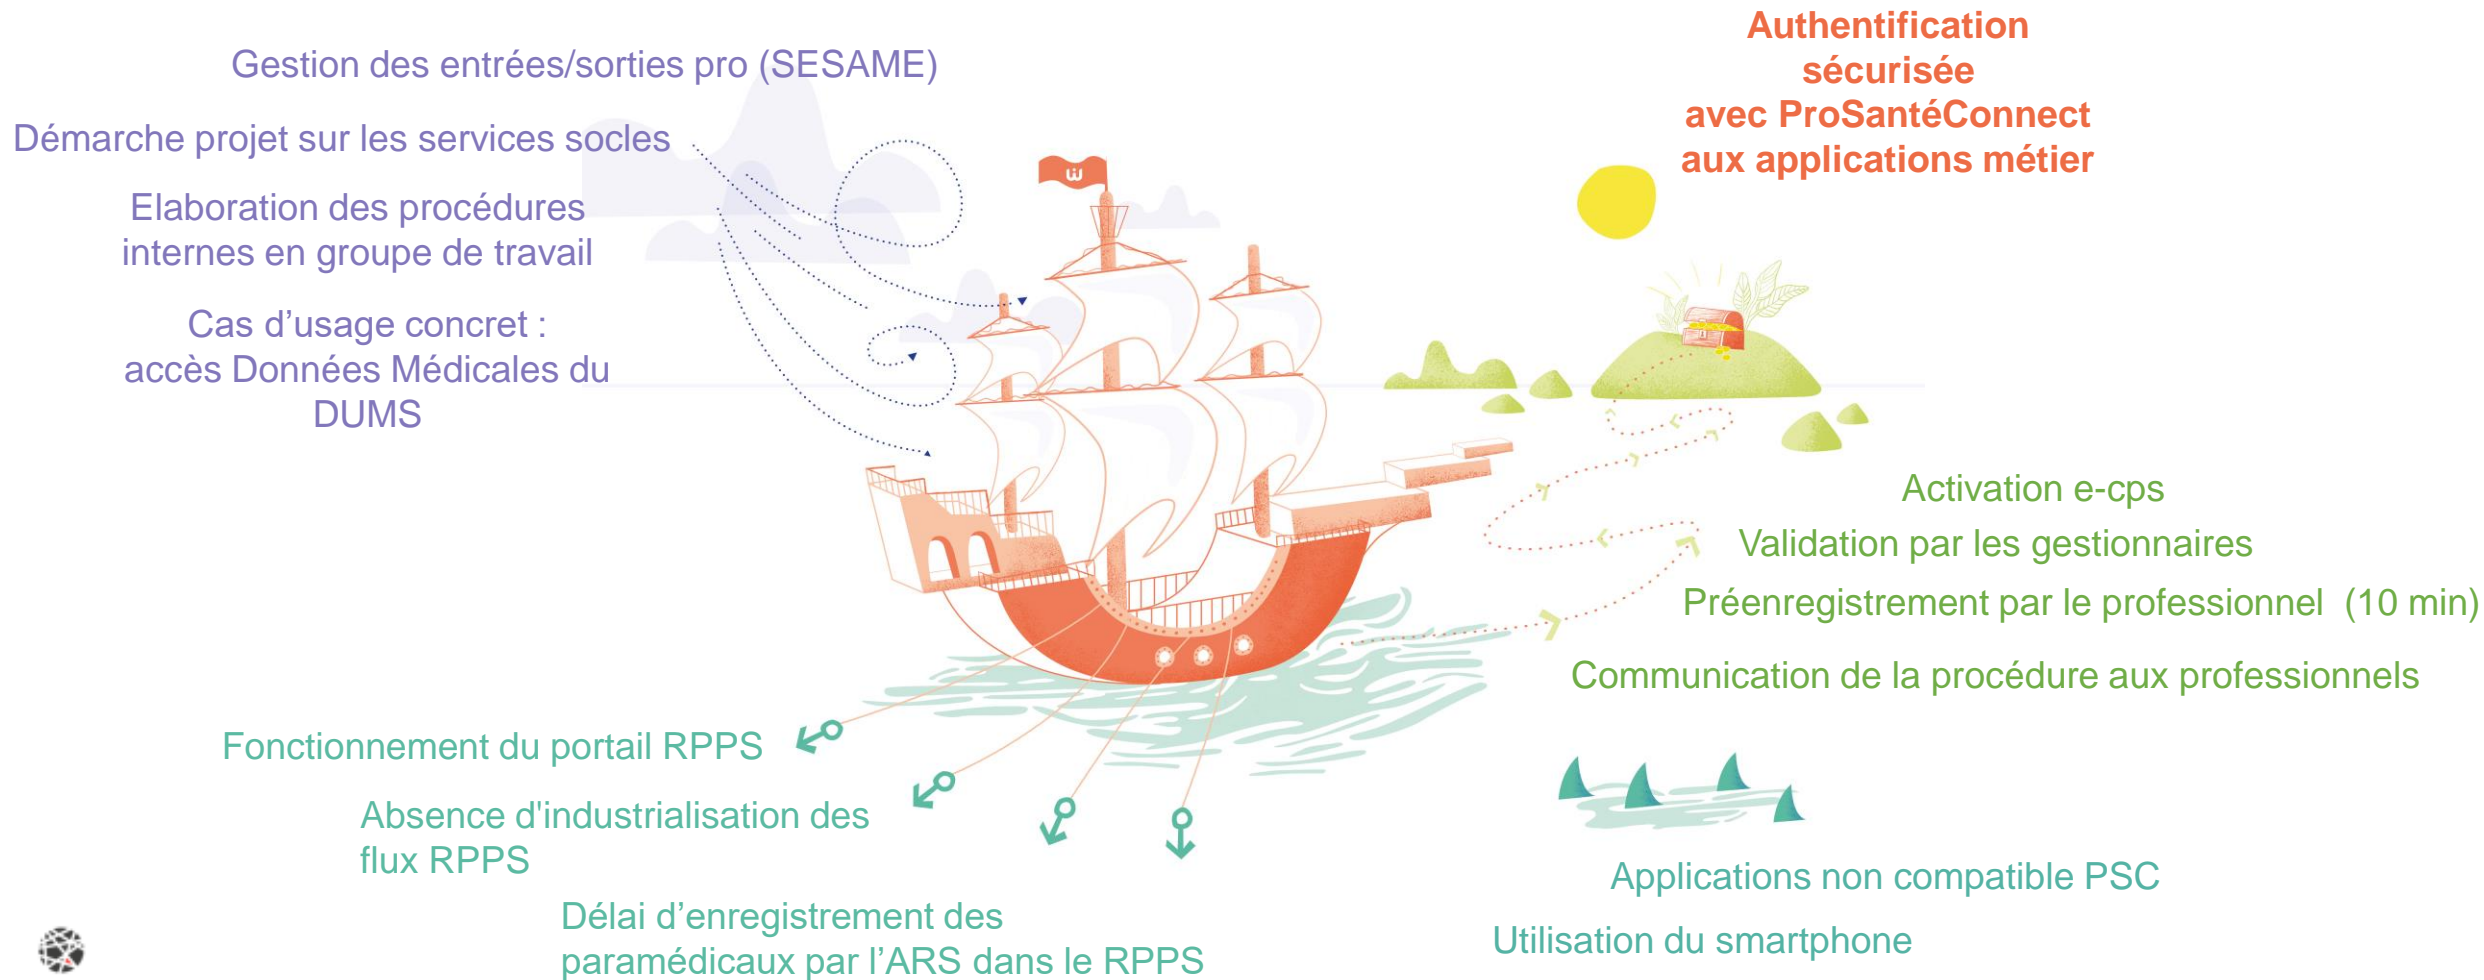 Gestion des entrées/sorties pro (SESAME)
Démarche projet sur les services socles
Elaboration des procédures
internes en groupe de travail
Cas d’usage concret :
accès Données Médicales du
DUMS
Authentification
sécurisée
avec ProSantéConnect
aux applications métier
Activation e-cps
Validation par les gestionnaires
Préenregistrement par le professionnel  (10 min)
Communication de la procédure aux professionnels
Fonctionnement du portail RPPS
Absence d'industrialisation des
flux RPPS
Délai d’enregistrement des
paramédicaux par l’ARS dans le RPPS
Applications non compatible PSC
Utilisation du smartphone